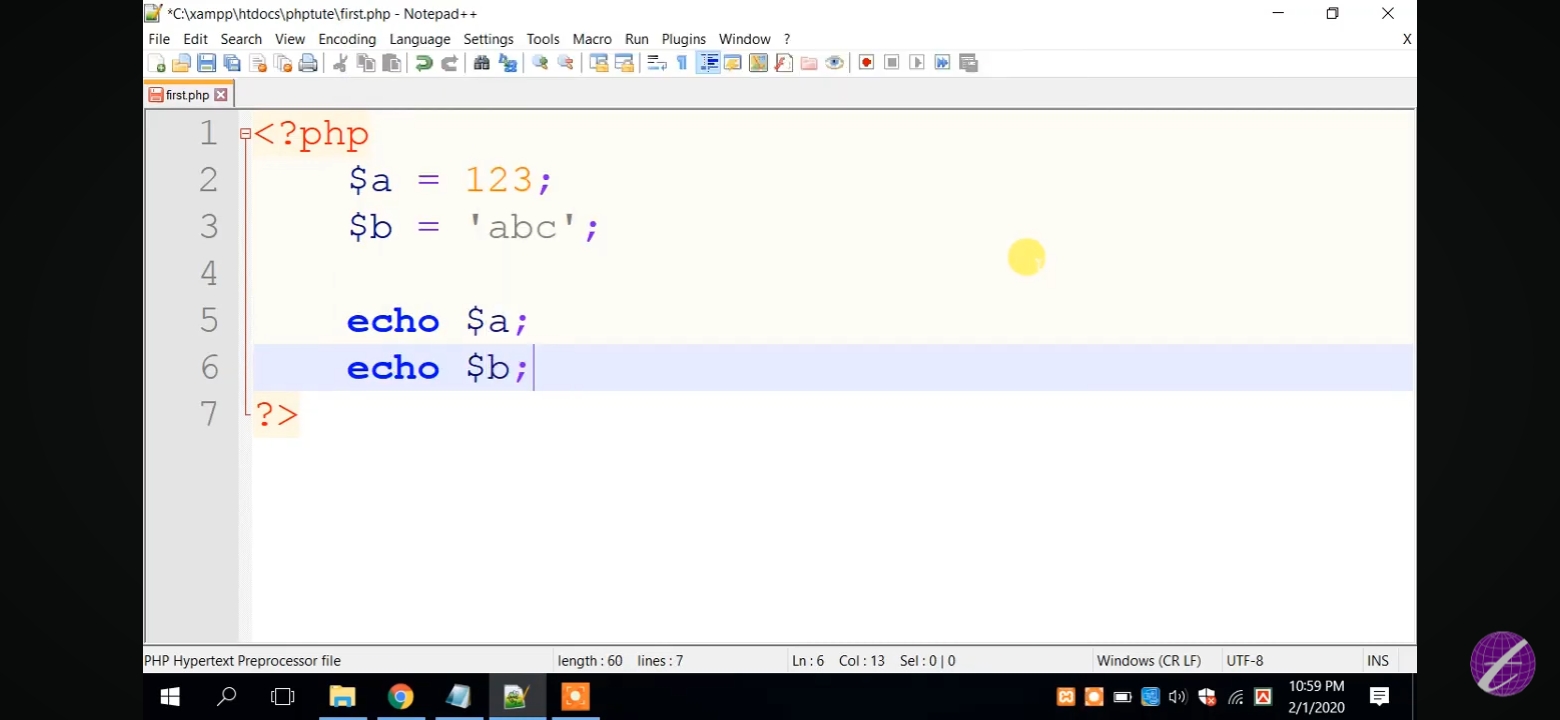 *C:\xampp\htdocs\phptute\first.php - Notepad++
File Edit Search View Encoding Language Settings Tools Macro Run Plugins Window ? X
first.php
1 <?php
2 $a = 123;
3 $b = 'abc';
4
5 echo $a;
6 echo $b;
7 ?>
PHP Hypertext Preprocessor file length : 60 lines : 7 Ln : 6 Col : 13 Sel : 0 | 0 Windows (CR LF) UTF-8 INS
10:59 PM
2/1/2020